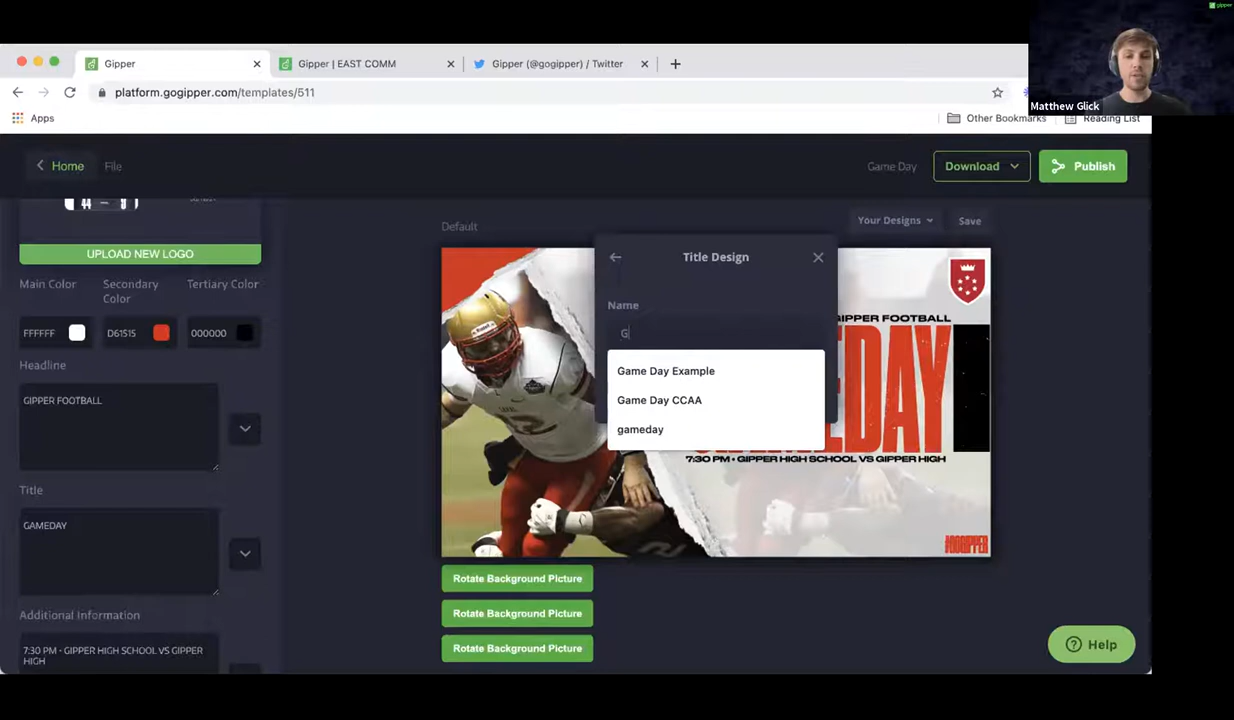 gipper
Gipper
Gipper | EAST COMM
Gipper (@gogipper) / Twitter
platform.gogipper.com/templates/511
Matthew Glick
Apps
Other Bookmarks
Reading List
Home
File
Game Day
Download
Publish
UPLOAD NEW LOGO
Main Color
Secondary
Color
Tertiary Color
FFFFFF
D61515
000000
Headline
GIPPER FOOTBALL
Title
GAMEDAY
Additional Information
7:30 PM - GIPPER HIGH SCHOOL VS GIPPER
HIGH
Default
Your Designs
Save
Title Design
Name
G
Game Day Example
Game Day CCAA
gameday
GIPPER FOOTBALL
EDAY
7:30 PM - GIPPER HIGH SCHOOL VS GIPPER HIGH
#GOGIPPER
Rotate Background Picture
Rotate Background Picture
Rotate Background Picture
Help